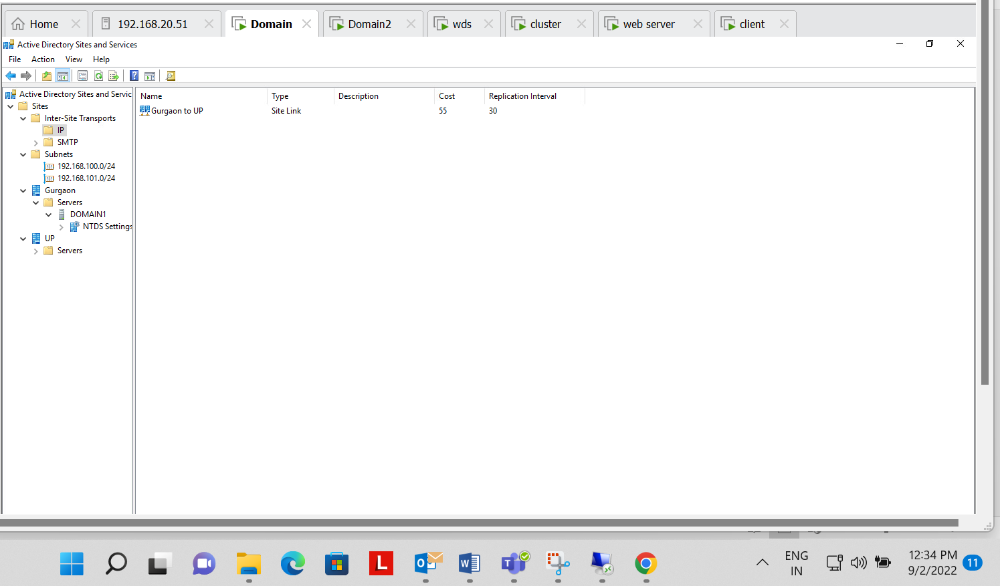 Home
192.168.20.51
Domain
Domain2
wds
cluster
web server
client
Active Directory Sites and Services
File Action View Help
Active Directory Sites and Servic
Sites
Inter-Site Transports
IP
SMTP
Subnets
192.168.100.0/24
192.168.101.0/24
Gurgaon
Servers
DOMAIN1
NTDS Settings
UP
Servers
Name Type Description Cost Replication Interval
Gurgaon to UP Site Link 55 30
ENG
IN
12:34 PM
9/2/2022
11